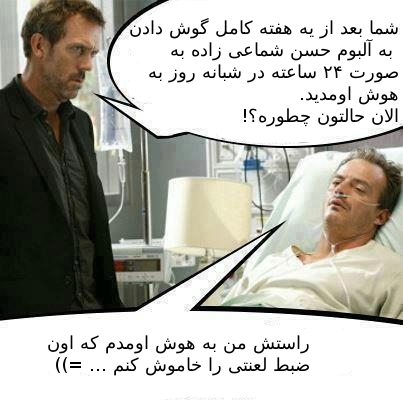 شما بعد از یه هفته کامل گوش دادن
به آلبوم حسن شماعی زاده به
صورت ۲۴ ساعته در شبانه روز به
هوش اومدید.
الان حالتون چطوره؟!
راستش من به هوش اومدم که اون
ضبط لعنتی را خاموش کنم ... =))